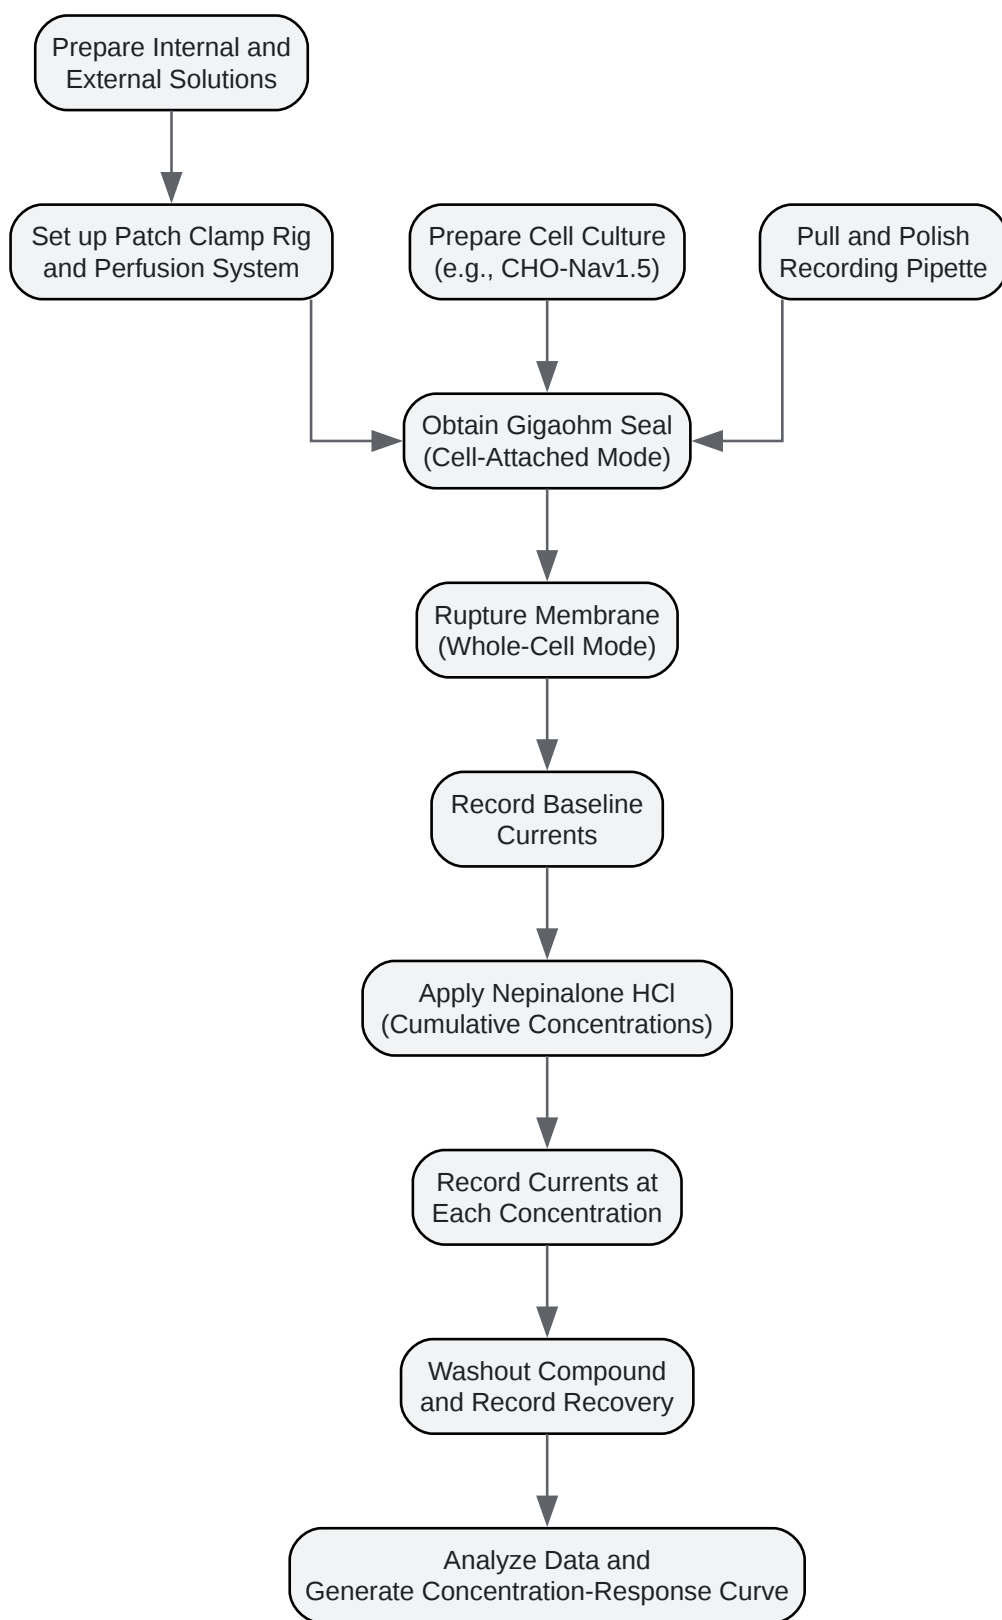 Prepare Internal and
External Solutions
Set up Patch Clamp Rig
and Perfusion System
Prepare Cell Culture
(e.g., CHO-Nav1.5)
Pull and Polish
Recording Pipette
Obtain Gigaohm Seal
(Cell-Attached Mode)
Rupture Membrane
(Whole-Cell Mode)
Record Baseline
Currents
Apply Nepinalone HCl
(Cumulative Concentrations)
Record Currents at
Each Concentration
Washout Compound
and Record Recovery
Analyze Data and
Generate Concentration-Response Curve